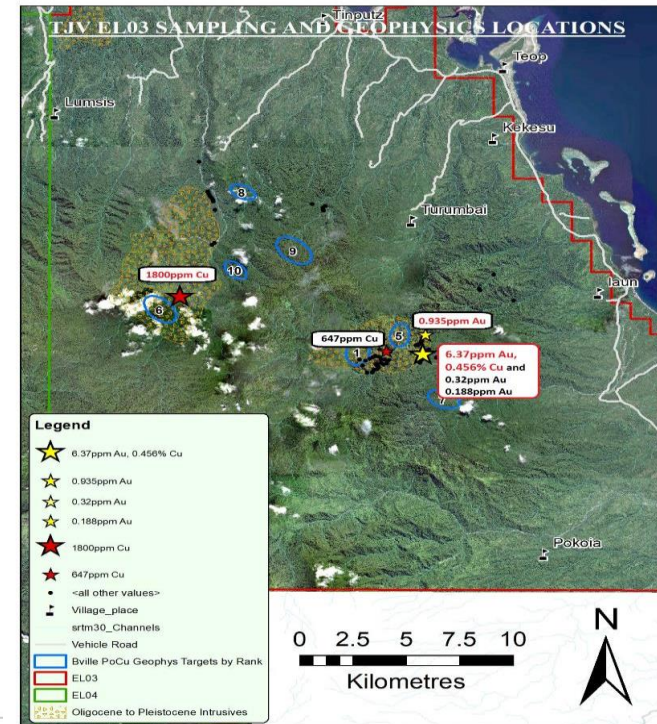 TJV EL03 SAMPLING AND GEOPHYSICS LOCATIONS
Tinputz
Teop
Lumsis
Kekesu
8
Turumbai
9
10
1800ppm Cu
Iaun
6
0.935ppm Au
5
647ppm Cu
1
6.37ppm Au,
0.456% Cu and
0.32ppm Au
0.188ppm Au
Legend
6.37ppm Au, 0.456% Cu
0.935ppm Au
0.32ppm Au
0.188ppm Au
1800ppm Cu
647ppm Cu
<all other values>
Village_place
srtm30_Channels
Vehicle Road
Bville PoCu Geophys Targets by Rank
EL03
EL04
Oligocene to Pleistocene Intrusives
Pokoia
N
0 2.5 5 7.5 10
Kilometres